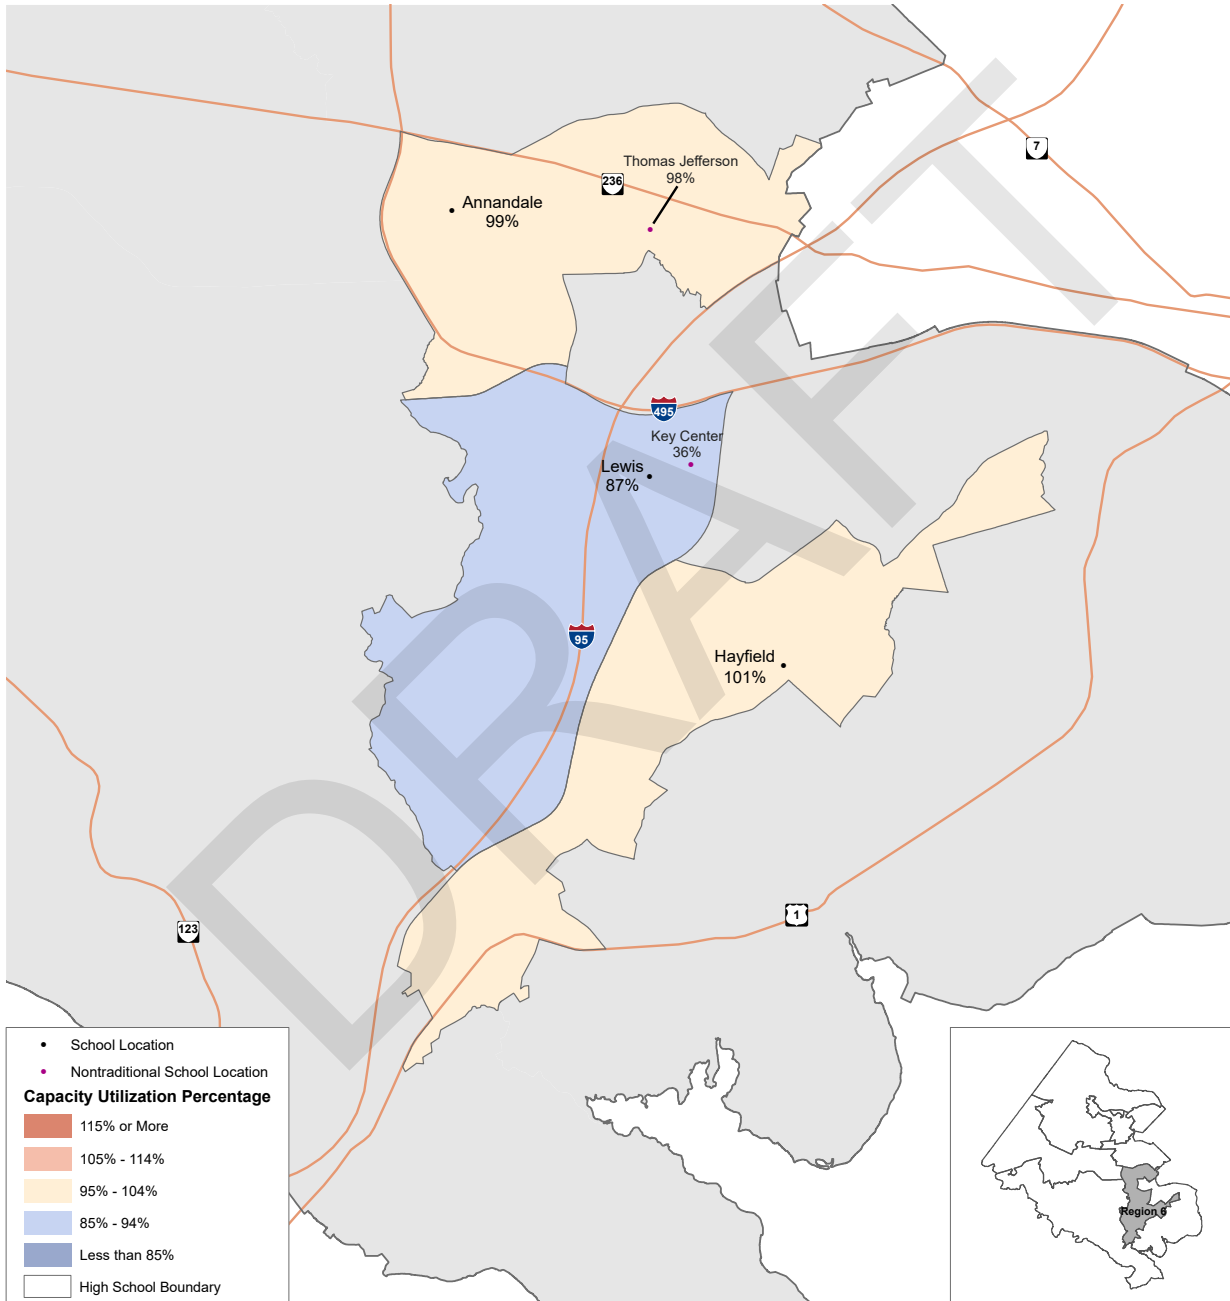 7
Thomas Jefferson
98%
236
Annandale
99%
495
Key Center
36%
Lewis
87%
95
Hayfield
101%
1
123
DRAFT
School Location
Nontraditional School Location
Capacity Utilization Percentage
115% or More
105% - 114%
95% - 104%
85% - 94%
Less than 85%
High School Boundary
Region 6